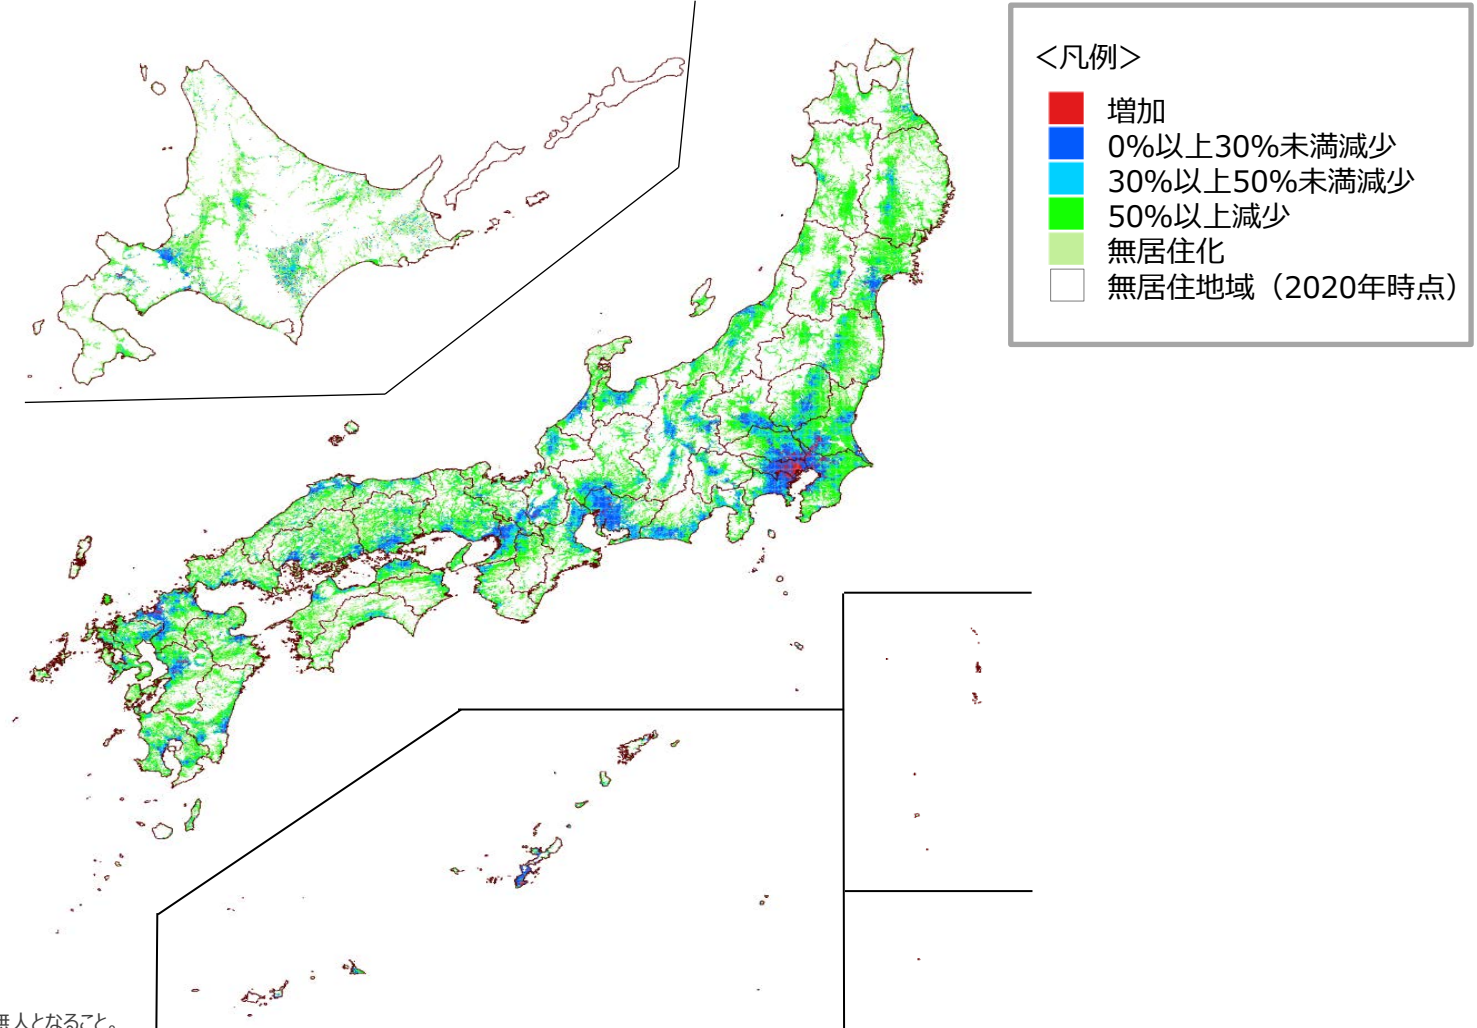 ＜凡例＞
増加
0%以上30%未満減少
30%以上50%未満減少
50%以上減少
無居住化
無居住地域（2020年時点）
無人となること。